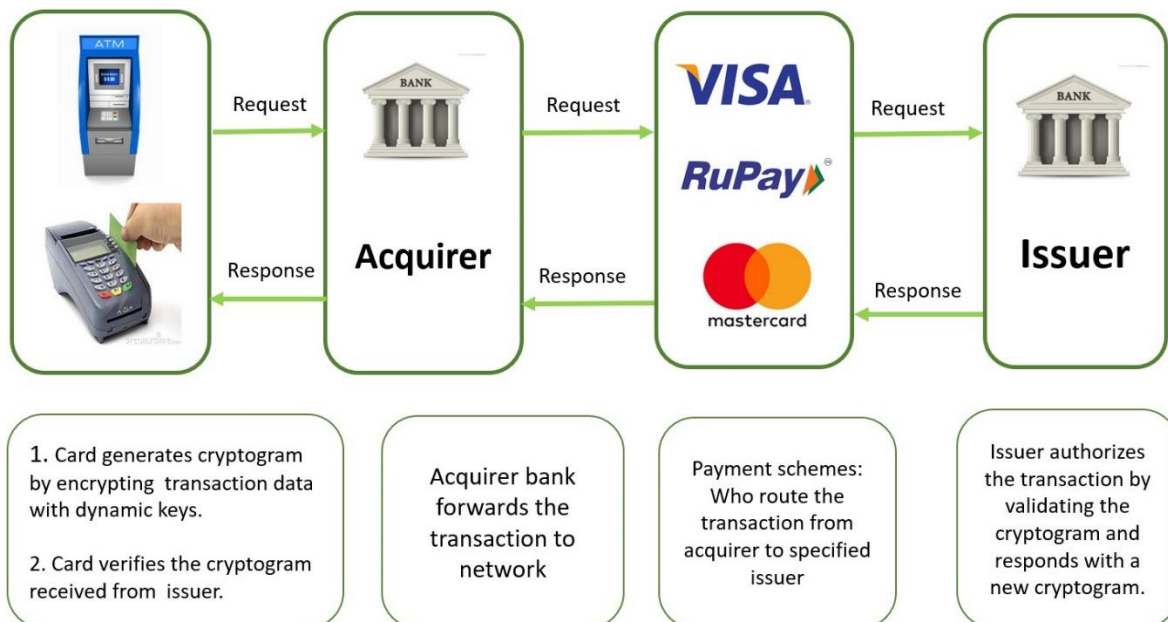 ATM
Request
Response
BANK
Acquirer
Request
Response
VISA
RuPay
mastercard
Request
Response
BANK
Issuer
1. Card generates cryptogram
by encrypting transaction data
with dynamic keys.
2. Card verifies the cryptogram
received from issuer.
Acquirer bank
forwards the
transaction to
network
Payment schemes:
Who route the
transaction from
acquirer to specified
issuer
Issuer authorizes
the transaction by
validating the
cryptogram and
responds with a
new cryptogram.